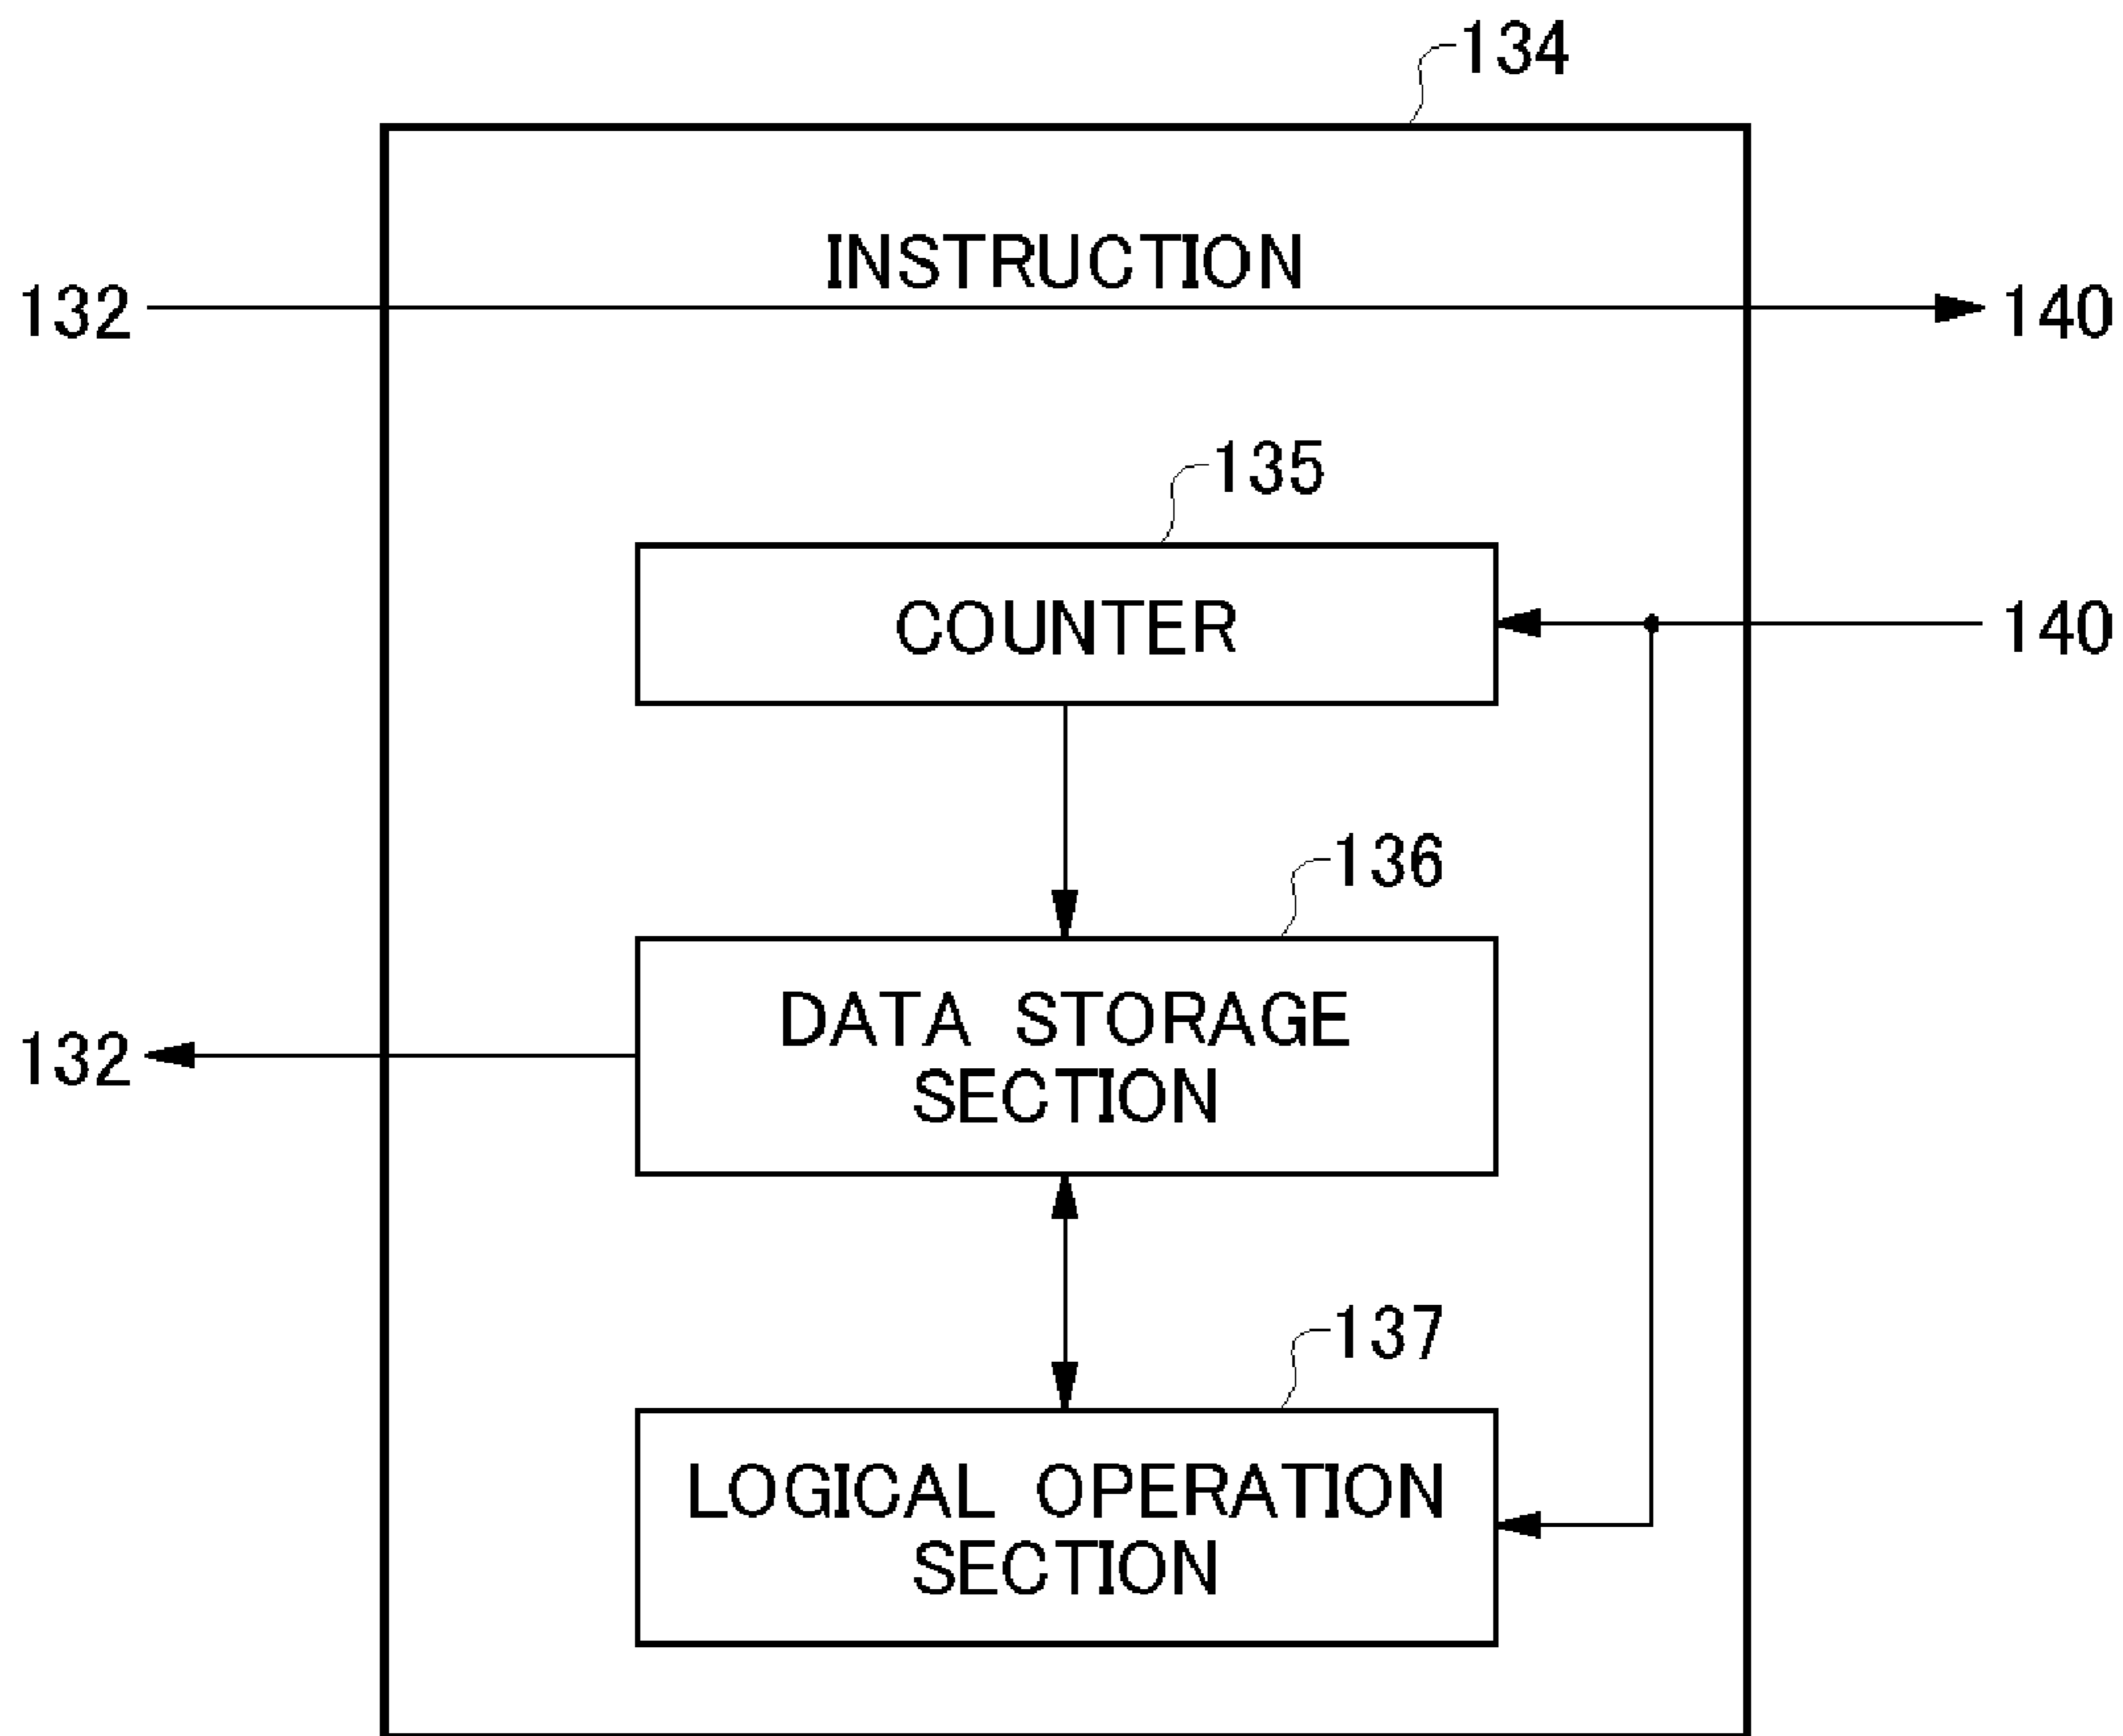 134
INSTRUCTION
132
140
135
COUNTER
140
136
DATA STORAGE
SECTION
132
137
LOGICAL OPERATION
SECTION